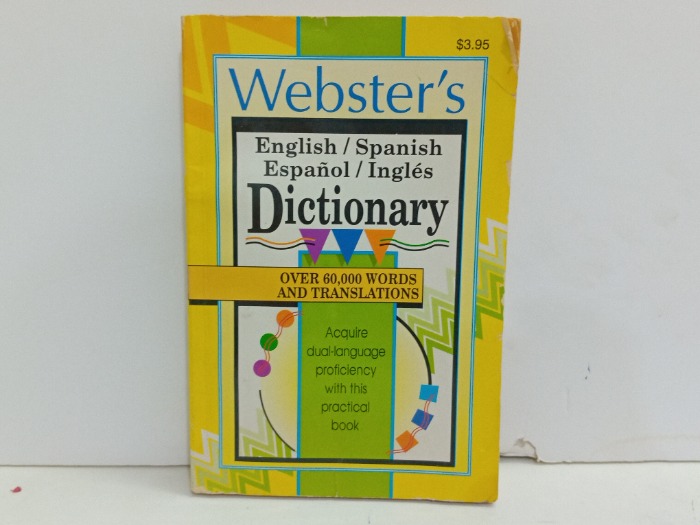 $3.95
Webster's
English / Spanish
Español / Inglés
Dictionary
OVER 60,000 WORDS
AND TRANSLATIONS
Acquire
dual-language
proficiency
with this
practical
book